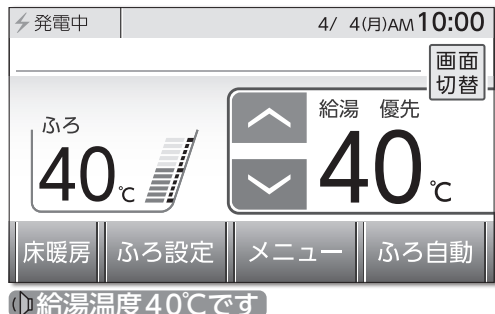 発電中 4/ 4(月)AM10:00
画面
切替
ふろ 給湯 優先
40℃ 40℃
床暖房 ふろ設定 メニュー ふろ自動
給湯温度40℃です